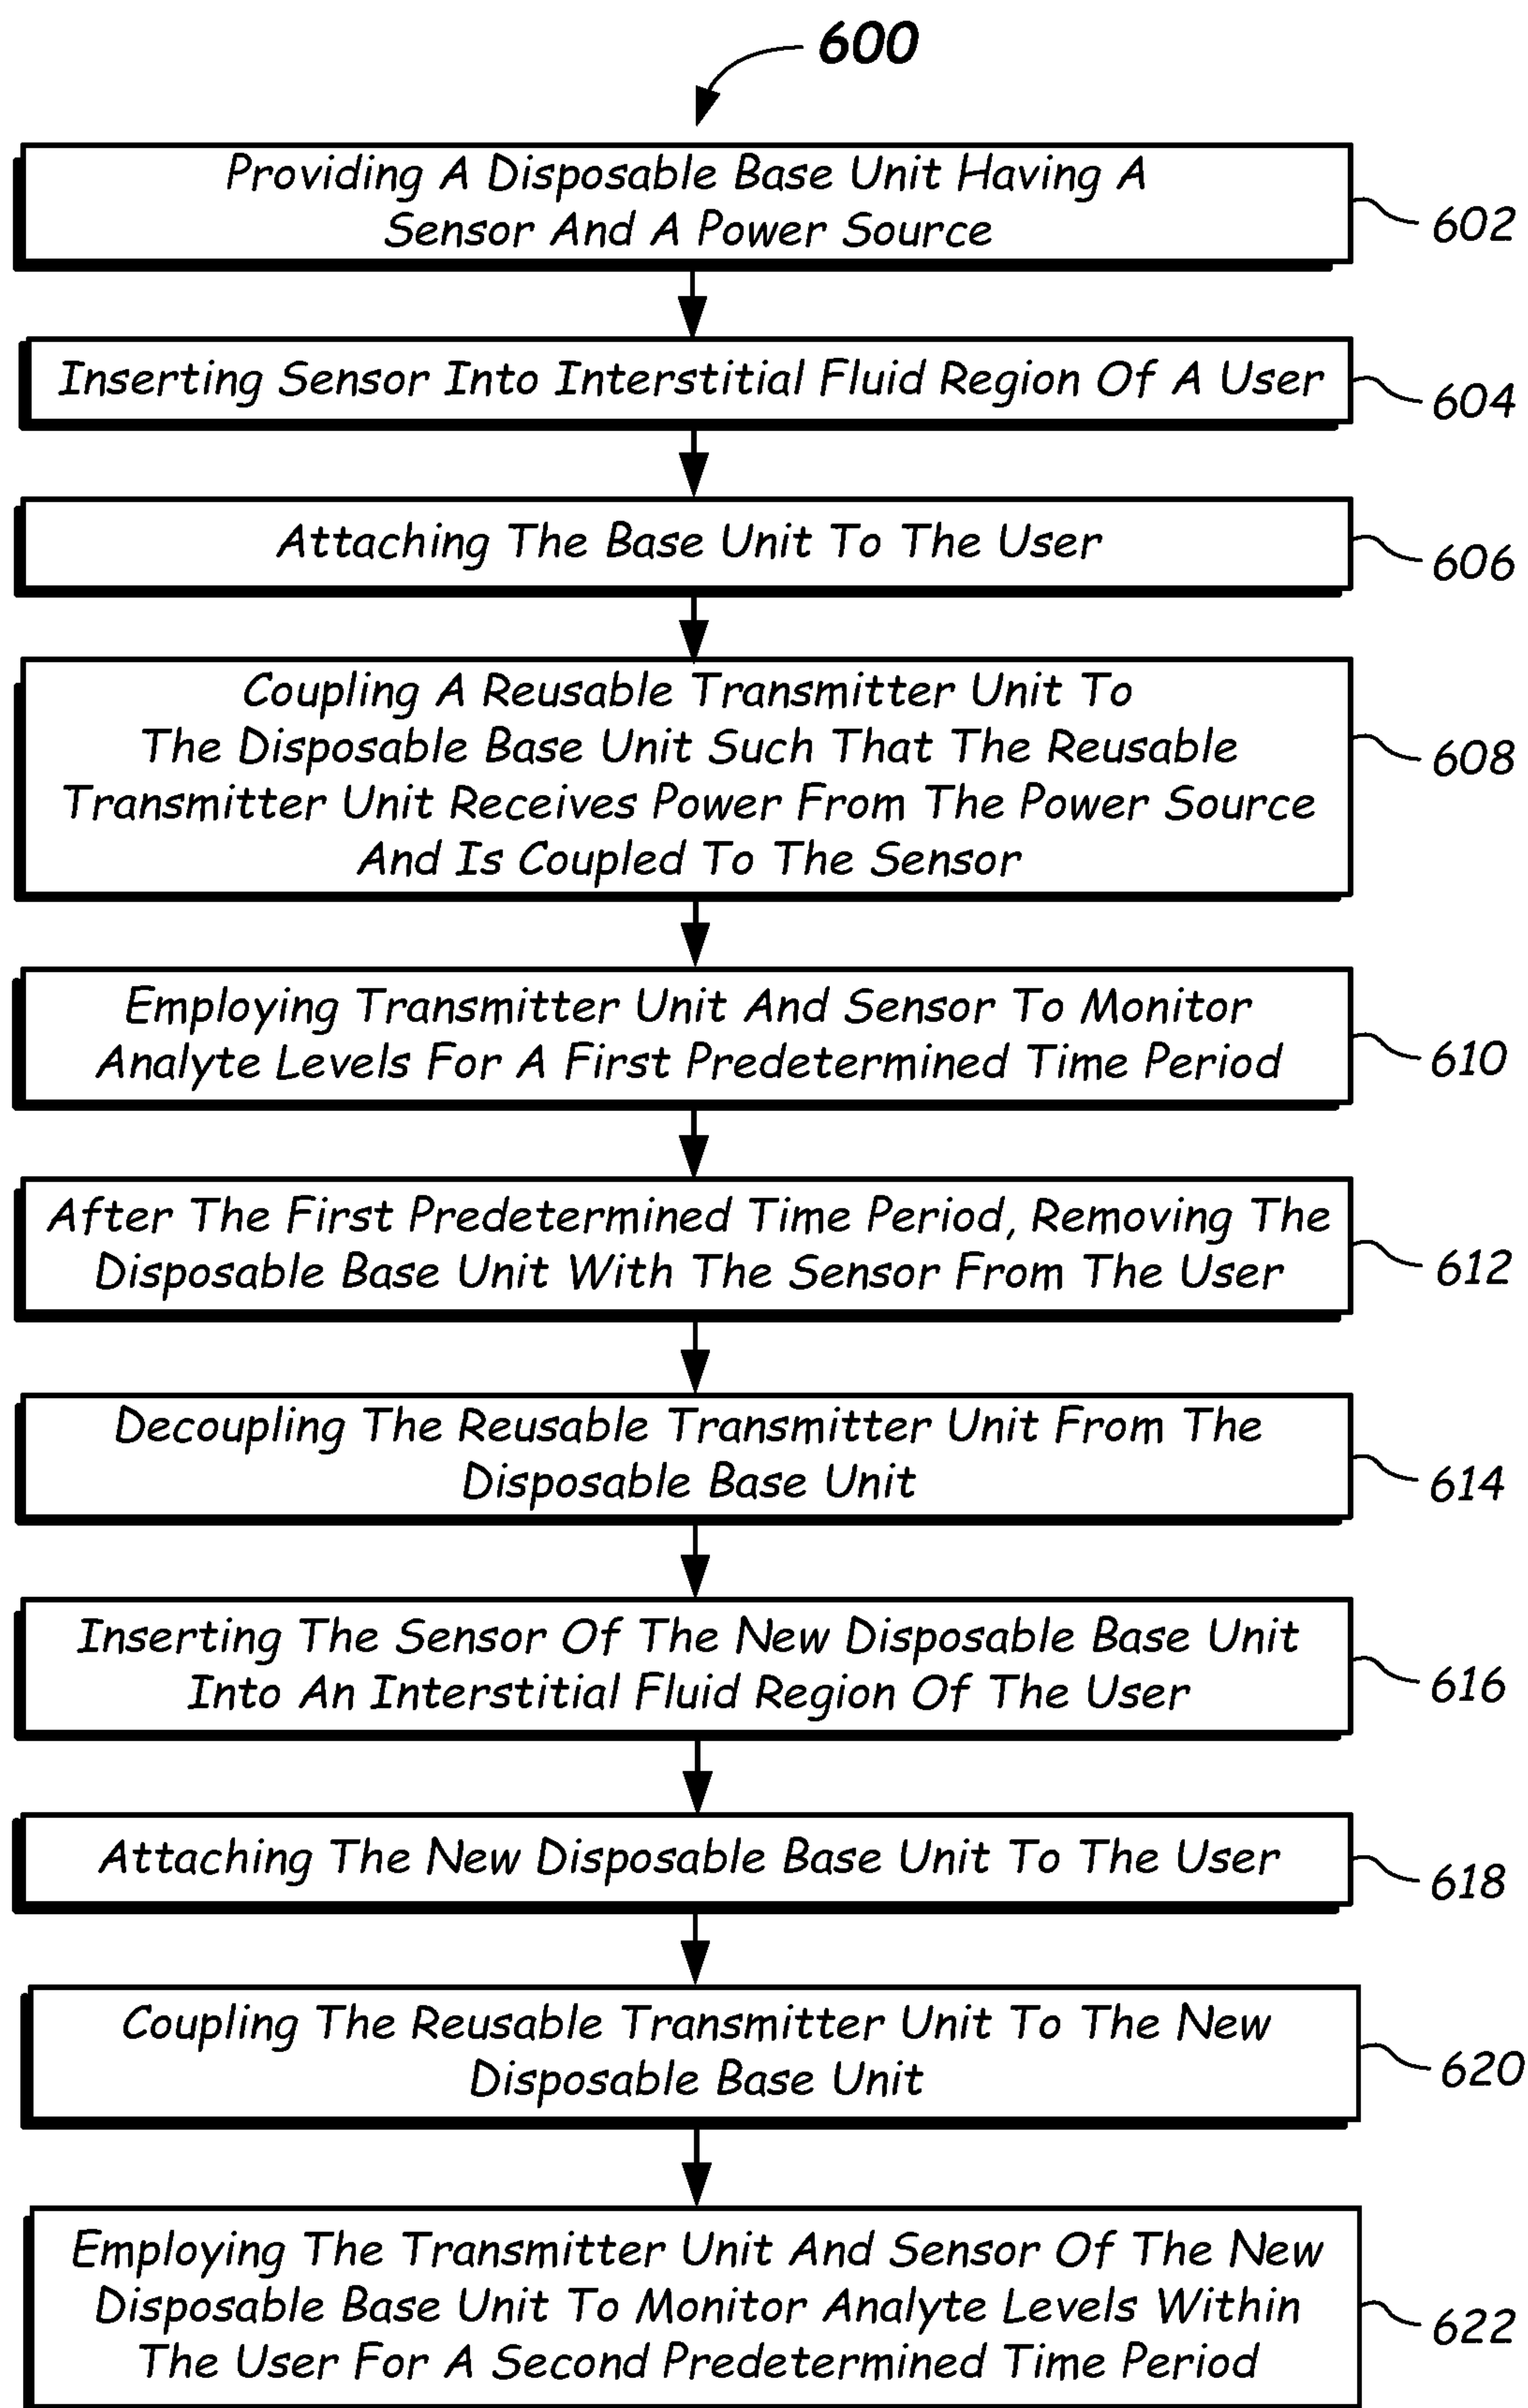 600
Providing A Disposable Base Unit Having A
Sensor And A Power Source
602
Inserting Sensor Into Interstitial Fluid Region Of A User
604
Attaching The Base Unit To The User
606
Coupling A Reusable Transmitter Unit To
The Disposable Base Unit Such That The Reusable
Transmitter Unit Receives Power From The Power Source
And Is Coupled To The Sensor
608
Employing Transmitter Unit And Sensor To Monitor
Analyte Levels For A First Predetermined Time Period
610
After The First Predetermined Time Period, Removing The
Disposable Base Unit With The Sensor From The User
612
Decoupling The Reusable Transmitter Unit From The
Disposable Base Unit
614
Inserting The Sensor Of The New Disposable Base Unit
Into An Interstitial Fluid Region Of The User
616
Attaching The New Disposable Base Unit To The User
618
Coupling The Reusable Transmitter Unit To The New
Disposable Base Unit
620
Employing The Transmitter Unit And Sensor Of The New
Disposable Base Unit To Monitor Analyte Levels Within
The User For A Second Predetermined Time Period
622